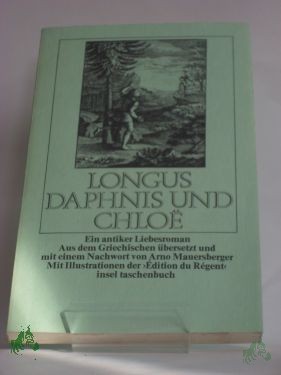 LONGUS
DAPHNIS UND
CHLOË
Ein antiker Liebesroman
Aus dem Griechischen übersetzt und
mit einem Nachwort von Arno Mauersberger
Mit Illustrationen der ›Edition du Régent‹
insel taschenbuch